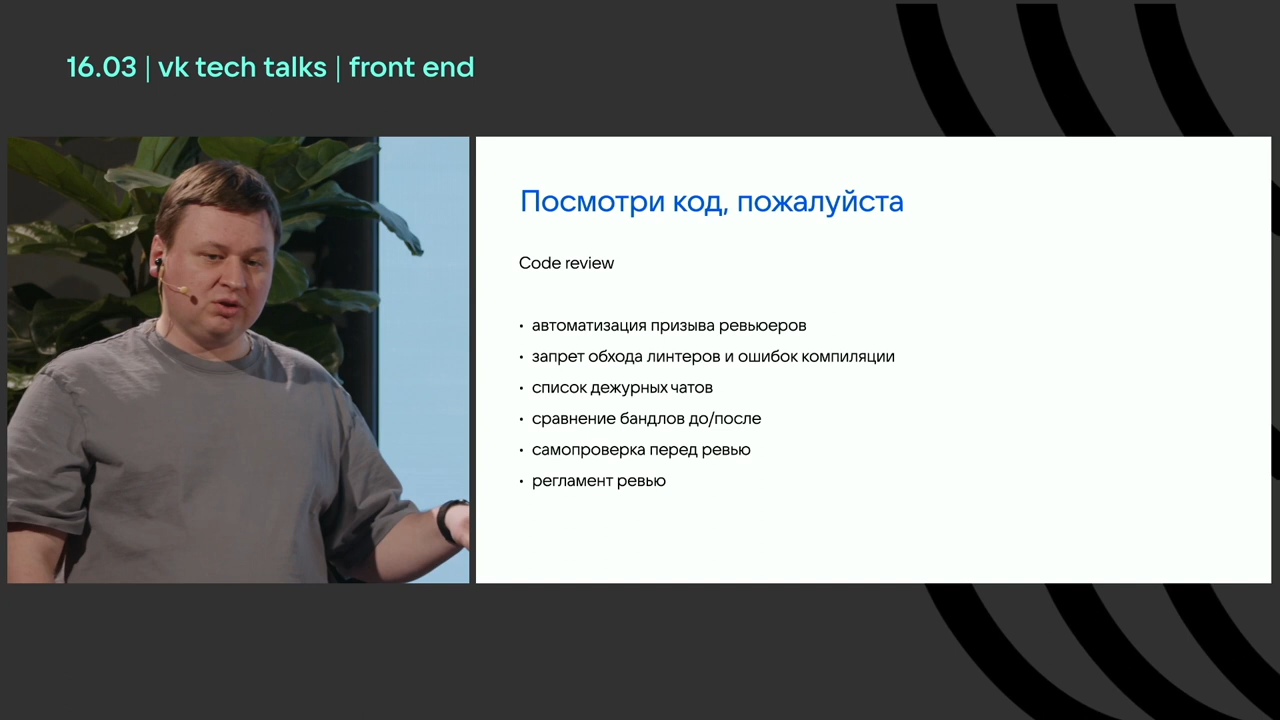 16.03 | vk tech talks | front end
Посмотри код, пожалуйста
Code review
• автоматизация призыва ревьюеров
• запрет обхода линтеров и ошибок компиляции
• список дежурных чатов
• сравнение бандлов до/после
• самопроверка перед ревью
• регламент ревью